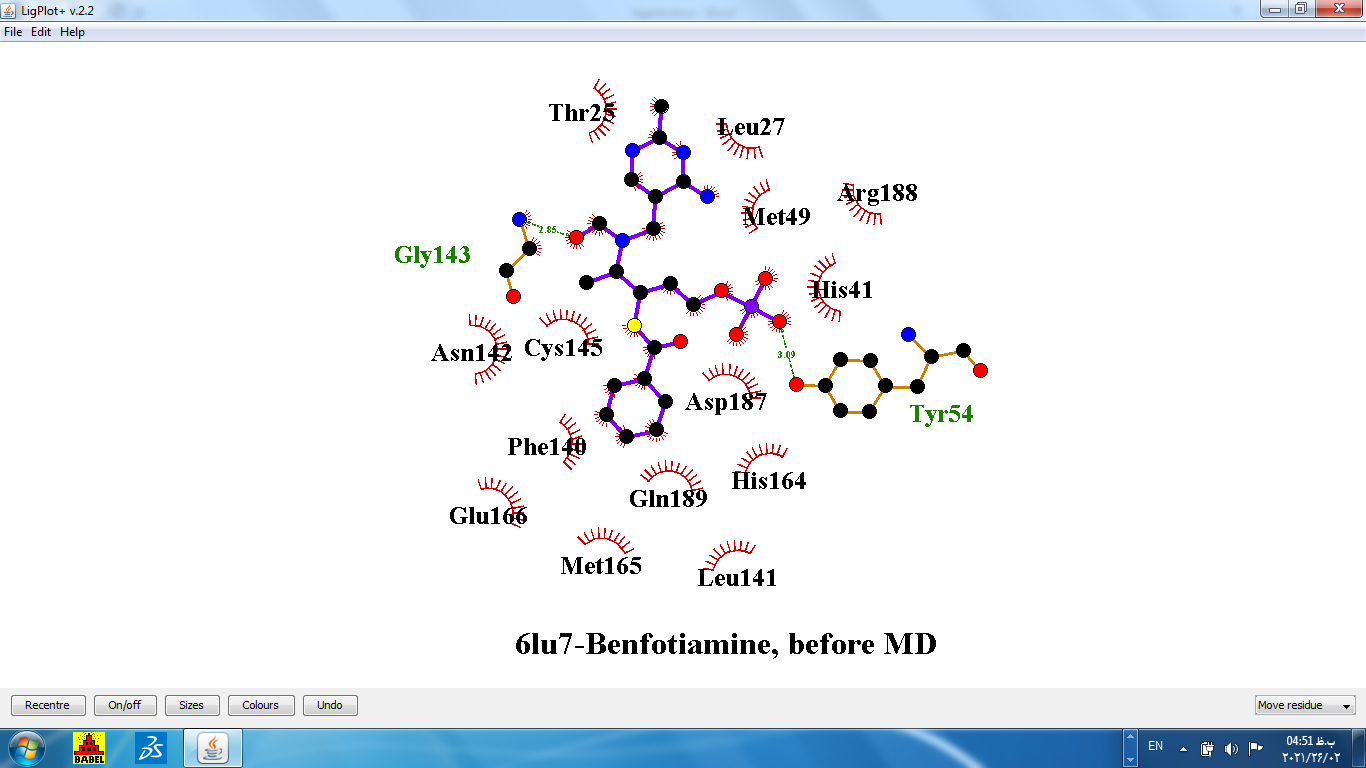 LigPlot+ v.2.2
File Edit Help
Thr25
Leu27
Arg188
Met49
Gly143
2.85
His41
Asn142
Cys145
3.09
Asp187
Tyr54
Phe140
His164
Gln189
Glu166
Met165
Leu141
6lu7-Benfotiamine, before MD
Recentre On/off Sizes Colours Undo Move residue
BABEL
EN
04:51 ب.ظ
۲۰۲۱/۲۶/۰۲